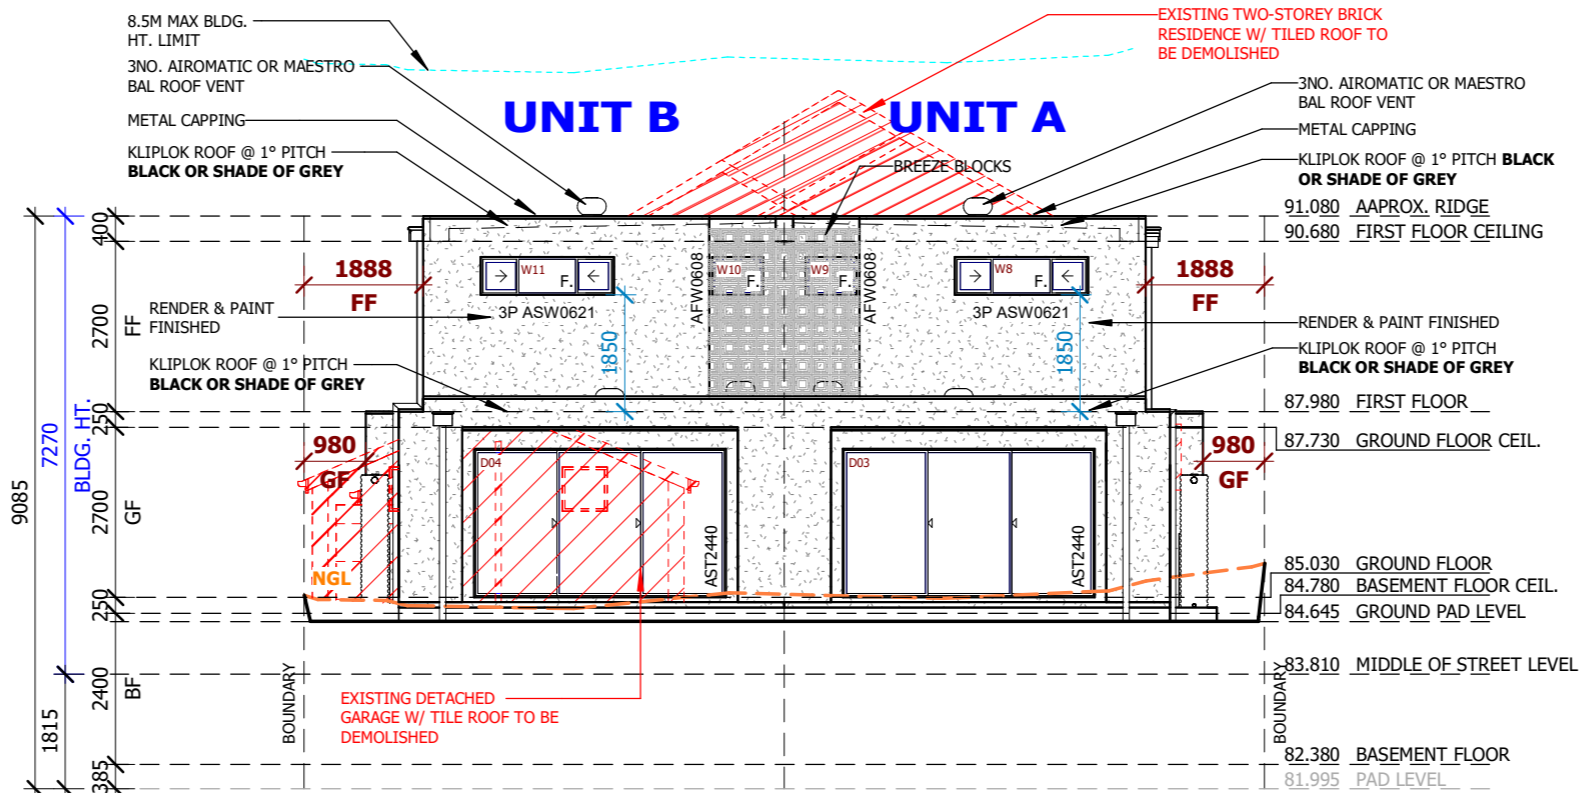 8.5M MAX BLDG.
HT. LIMIT
3NO. AIROMATIC OR MAESTRO
BAL ROOF VENT
METAL CAPPING
KLIPLOK ROOF @ 1° PITCH
BLACK OR SHADE OF GREY
UNIT B
UNIT A
EXISTING TWO-STOREY BRICK
RESIDENCE W/ TILED ROOF TO
BE DEMOLISHED
3NO. AIROMATIC OR MAESTRO
BAL ROOF VENT
METAL CAPPING
KLIPLOK ROOF @ 1° PITCH BLACK
OR SHADE OF GREY
BREEZE BLOCKS
91.080 AAPROX. RIDGE
90.680 FIRST FLOOR CEILING
400
1888
FF
W11
F.
3P ASW0621
AFW0608
W10
F.
W9
F.
AFW0608
W8
F.
3P ASW0621
1888
FF
2700
FF
RENDER & PAINT
FINISHED
1850
1850
RENDER & PAINT FINISHED
KLIPLOK ROOF @ 1° PITCH
BLACK OR SHADE OF GREY
KLIPLOK ROOF @ 1° PITCH
BLACK OR SHADE OF GREY
87.980 FIRST FLOOR
250
87.730 GROUND FLOOR CEIL.
7270
BLDG. HT.
9085
980
GF
D04
D03
980
GF
2700
GF
AST2440
AST2440
NGL
85.030 GROUND FLOOR
84.780 BASEMENT FLOOR CEIL.
250
84.645 GROUND PAD LEVEL
83.810 MIDDLE OF STREET LEVEL
2400
BF
1815
BOUNDARY
BOUNDARY
EXISTING DETACHED
GARAGE W/ TILE ROOF TO BE
DEMOLISHED
82.380 BASEMENT FLOOR
385
81.995 PAD LEVEL